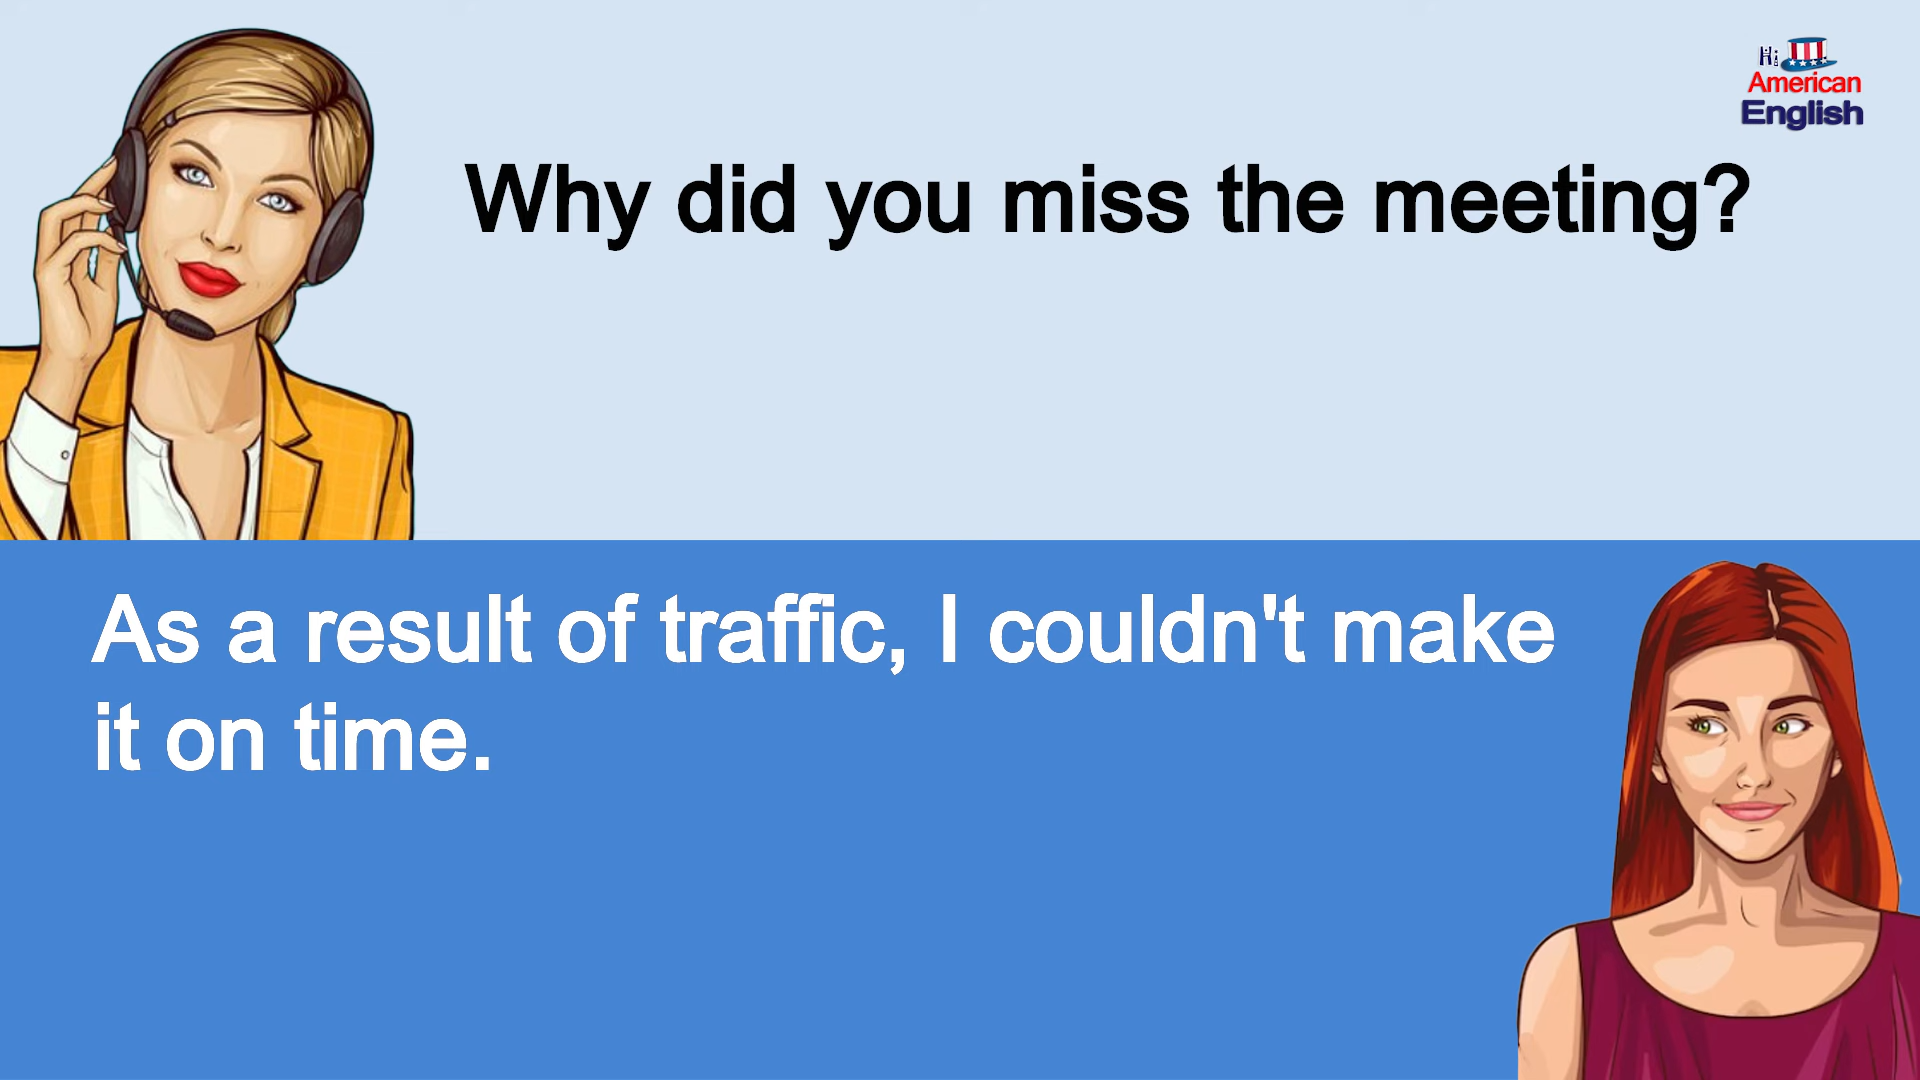 Hi
American
English
Why did you miss the meeting?
As a result of traffic, I couldn't make
it on time.